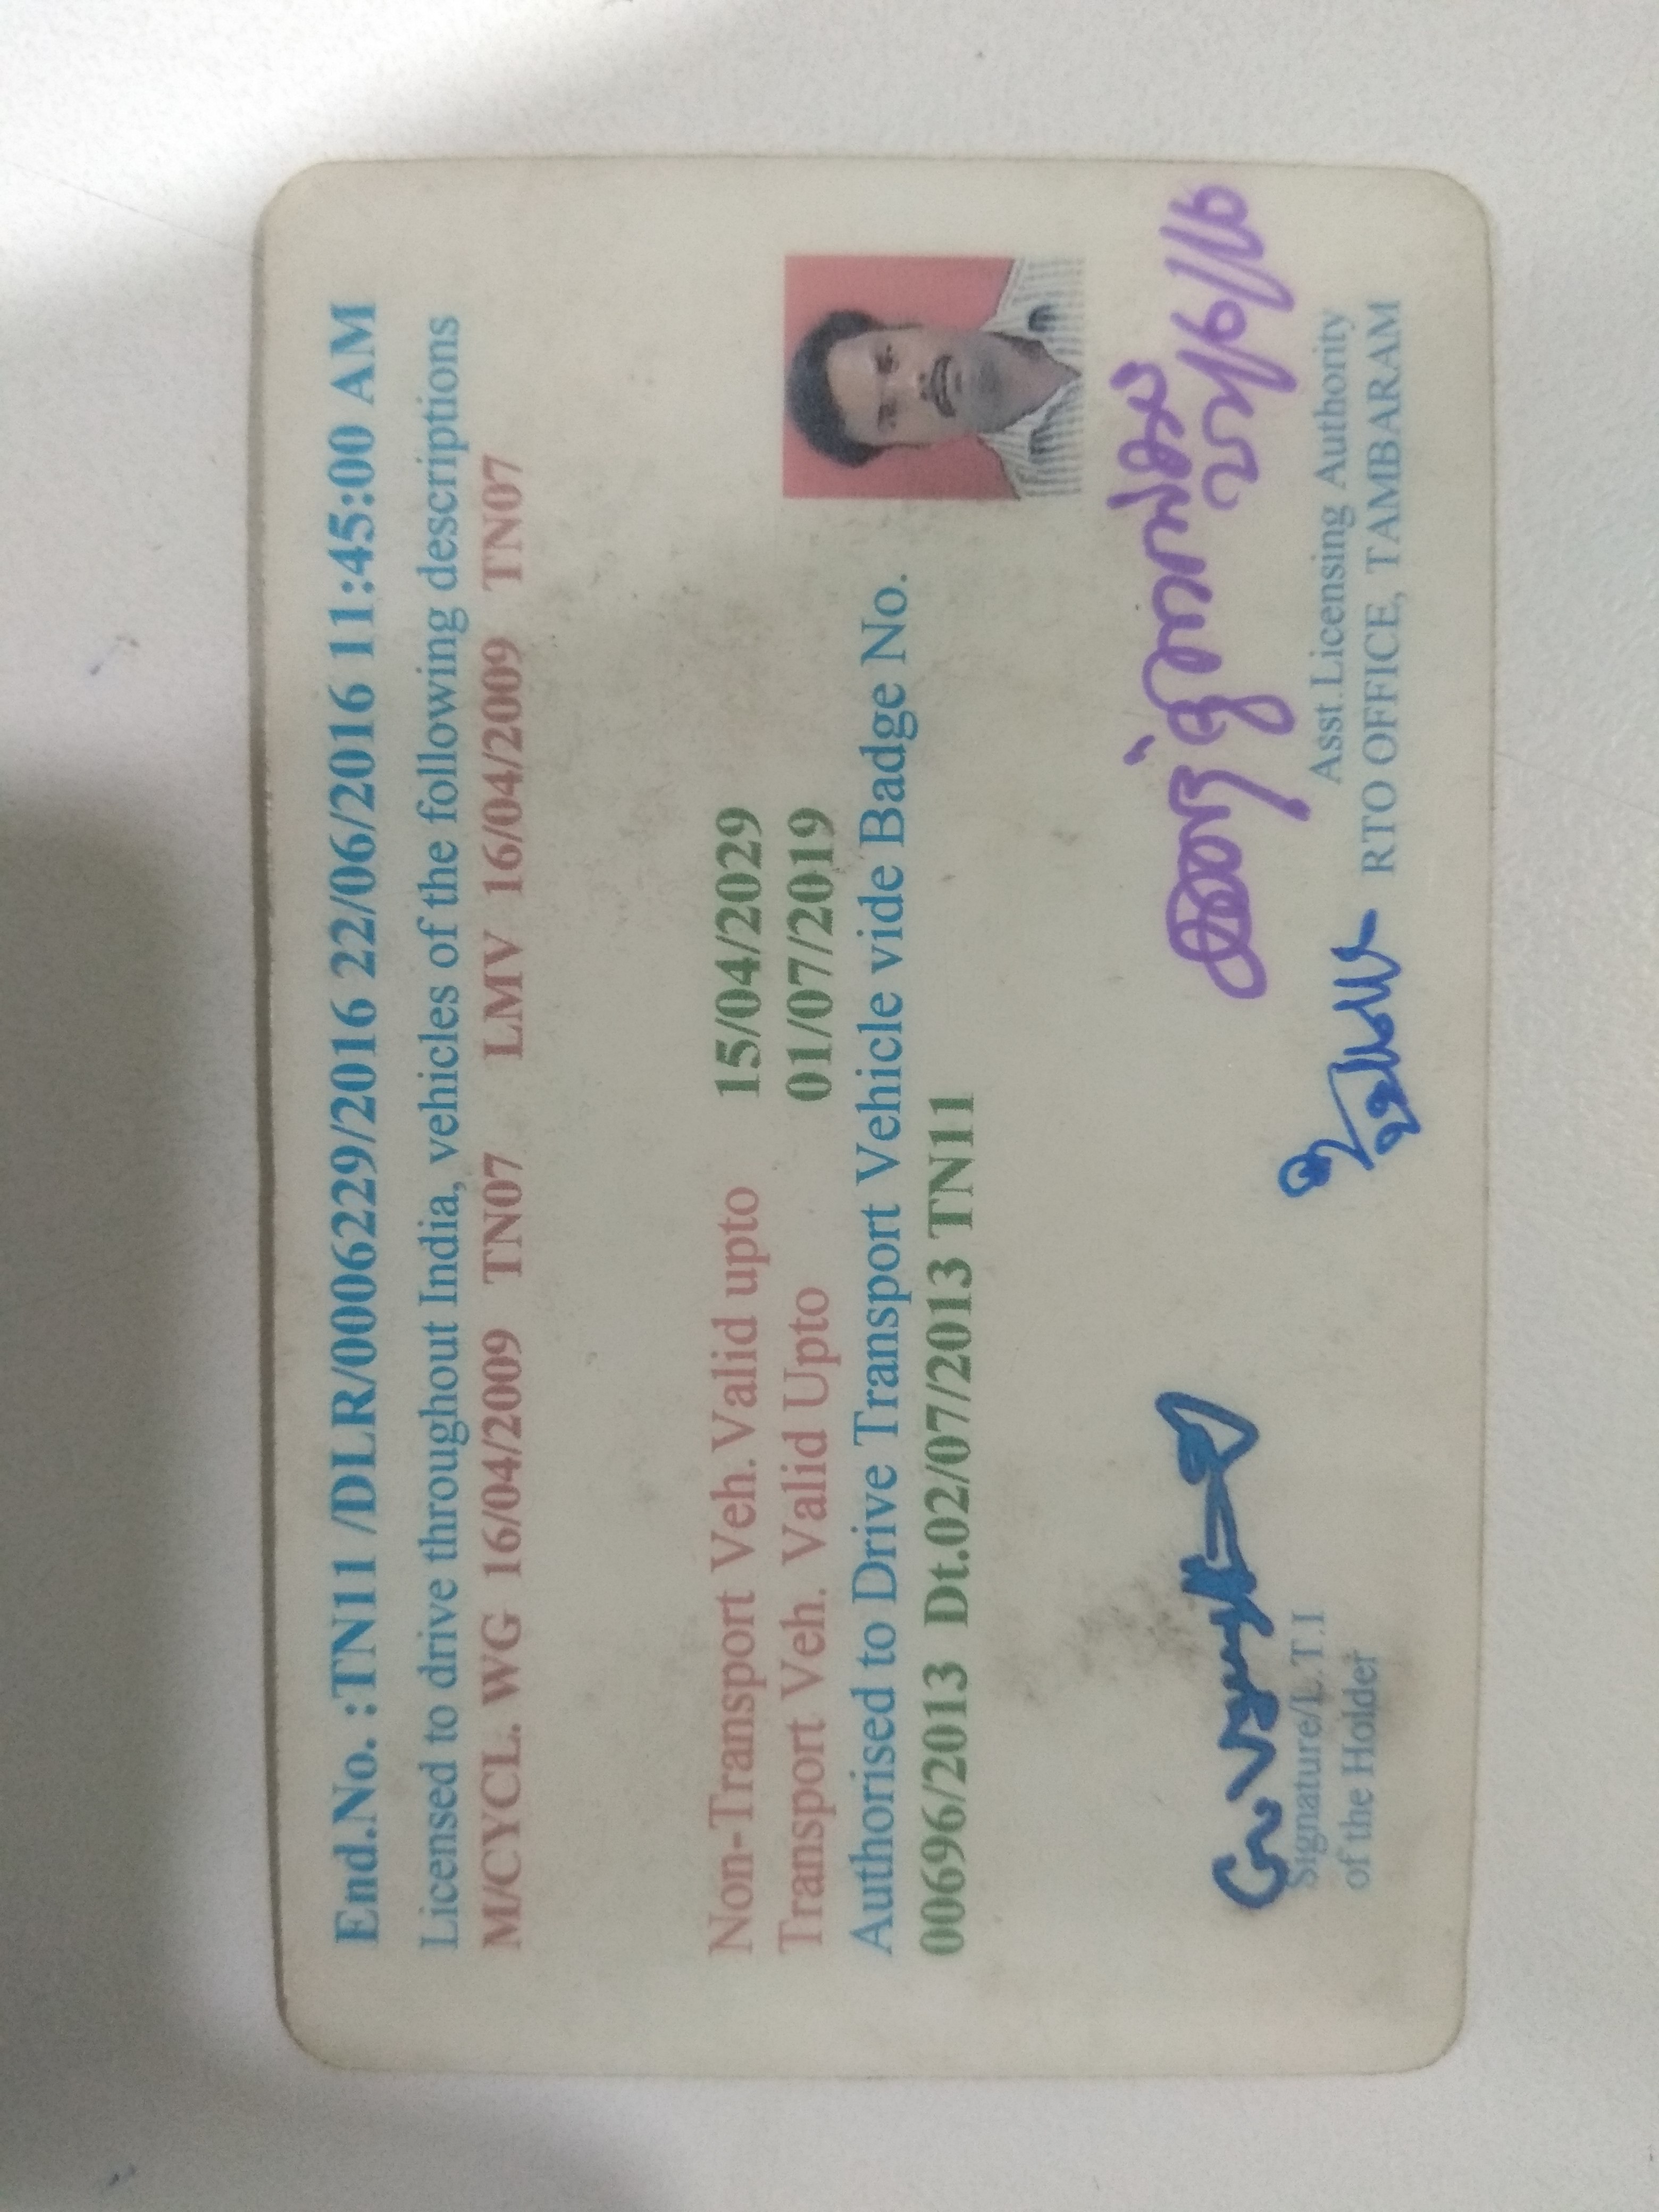 End.No. :TN11 /DLR/0006229/2016 22/06/2016 11:45:00 AM
Licensed to drive throughout India, vehicles of the following descriptions
M/CYCL. WG 16/04/2009 TN07 LMV 16/04/2009 TN07
Non-Transport Veh. Valid upto 15/04/2029
Transport Veh. Valid Upto 01/07/2019
Authorised to Drive Transport Vehicle vide Badge No.
00696/2013 Dt.02/07/2013 TN11
Signature/L.T.I
of the Holder
Asst.Licensing Authority
RTO OFFICE, TAMBARAM